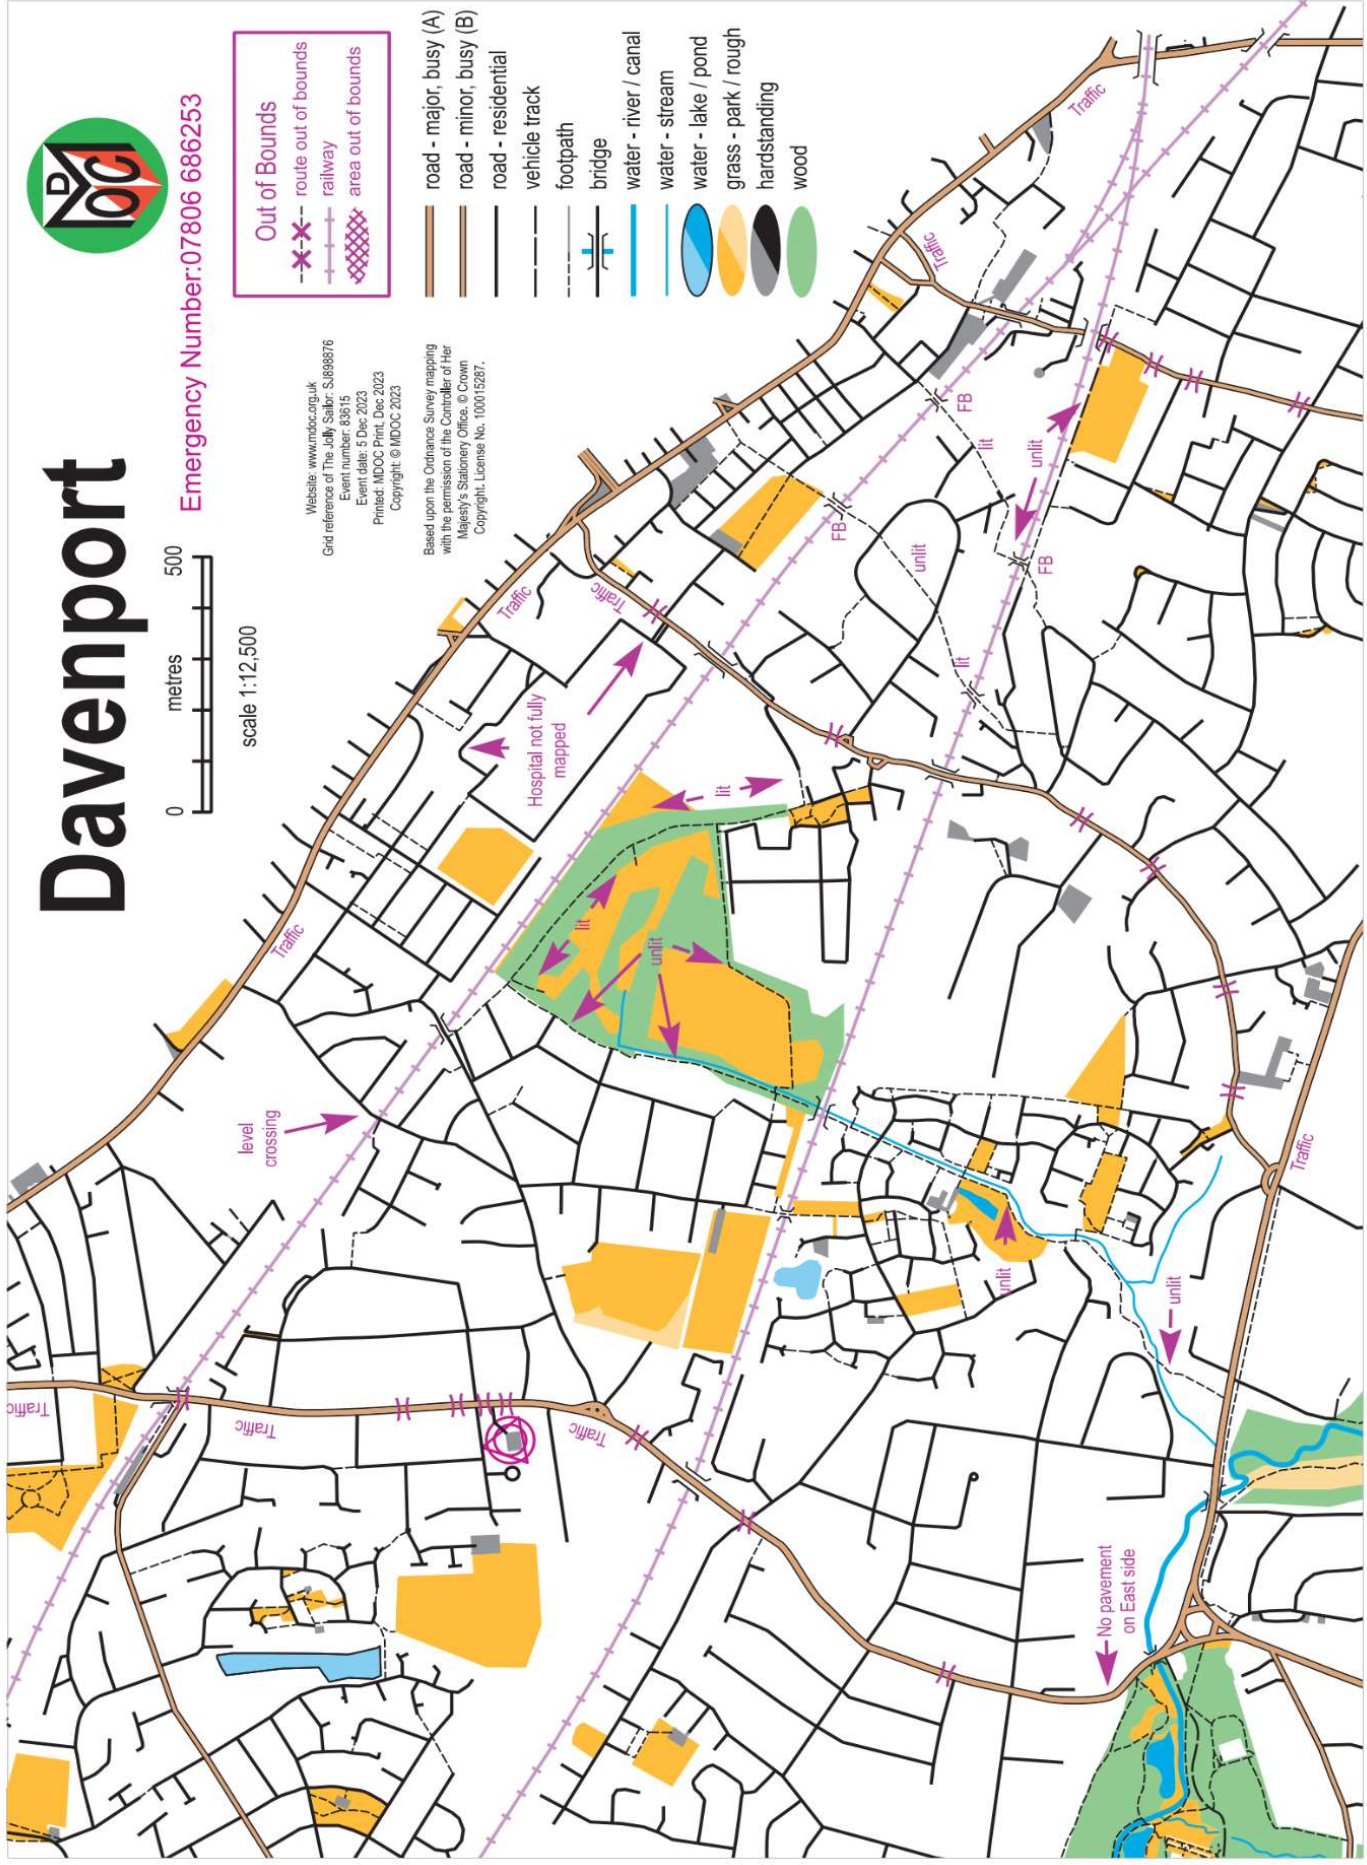 Davenport
0 metres 500
scale 1:12,500
MDOC
Emergency Number:07806 686253
Website: www.mdoc.org.uk
Grid reference of The Jolly Sailor: SJ898876
Event number: 83615
Event date: 5 Dec 2023
Printed: MDOC Print, Dec 2023
Copyright: © MDOC 2023
Based upon the Ordnance Survey mapping
with the permission of the Controller of Her
Majesty's Stationery Office. © Crown
Copyright. License No. 100015287.
Out of Bounds
route out of bounds
railway
area out of bounds
road - major, busy (A)
road - minor, busy (B)
road - residential
vehicle track
footpath
bridge
water - river / canal
water - stream
water - lake / pond
grass - park / rough
hardstanding
wood
Traffic
Traffic
Traffic
Traffic
Traffic
Traffic
Traffic
Traffic
Traffic
level
crossing
Hospital not fully
mapped
lit
lit
unlit
FB
FB
FB
lit
lit
unlit
unlit
unlit
unlit
No pavement
on East side